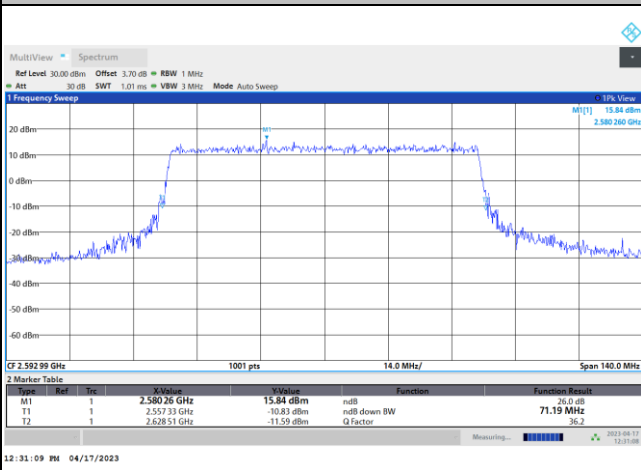 MultiView Spectrum
Ref Level 30.00 dBm Offset 3.70 dB RBW 1 MHz
Att 30 dB SWT 1.01 ms VBW 3 MHz Mode Auto Sweep
1 Frequency Sweep 1Pk View
M1[1] 15.84 dBm
2.580 260 GHz
20 dBm
M1
10 dBm
0 dBm
-10 dBm
-20 dBm
-30 dBm
-40 dBm
-50 dBm
-60 dBm
CF 2.592 99 GHz 1001 pts 14.0 MHz/ Span 140.0 MHz
2 Marker Table
Type Ref Trc X-Value Y-Value Function Function Result
M1 1 2.580 26 GHz 15.84 dBm ndB 26.0 dB
T1 1 2.557 33 GHz -10.83 dBm ndB down BW 71.19 MHz
T2 1 2.628 51 GHz -11.59 dBm Q Factor 36.2
Measuring... 2023-04-17
12:31:08
12:31:09 PM 04/17/2023